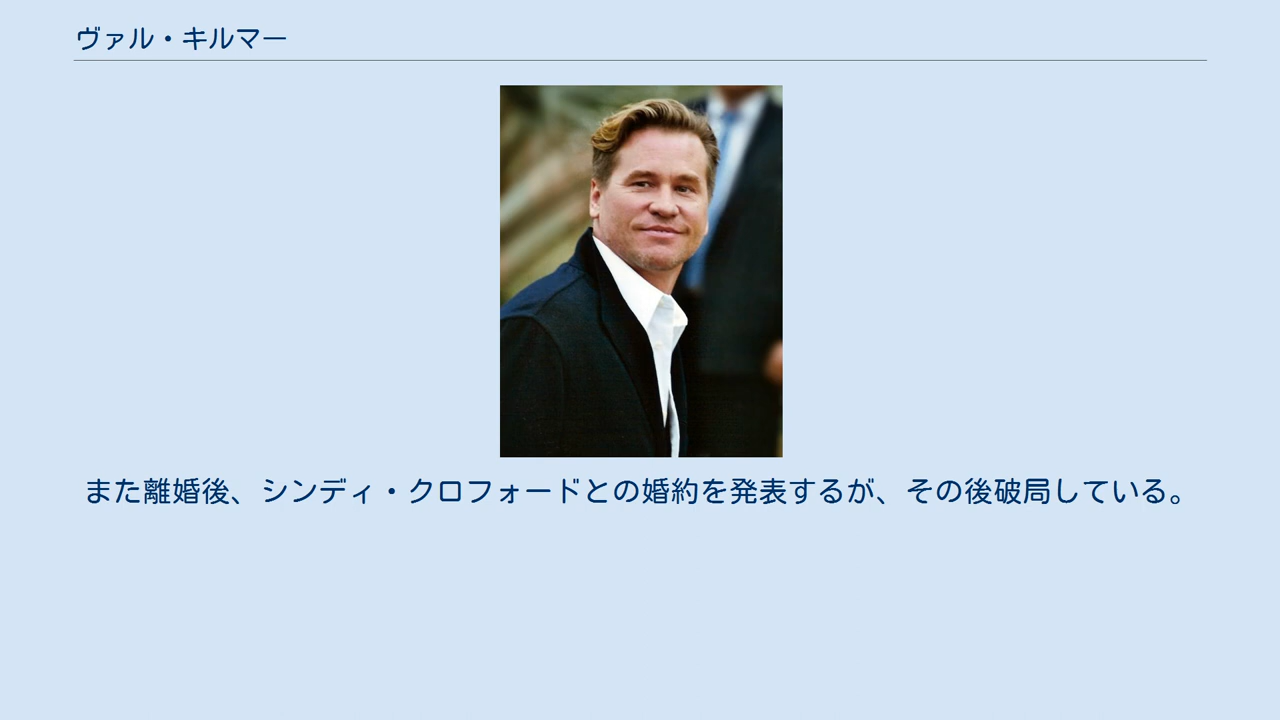 ヴァル・キルマー
また離婚後、シンディ・クロフォードとの婚約を発表するが、その後破局している。